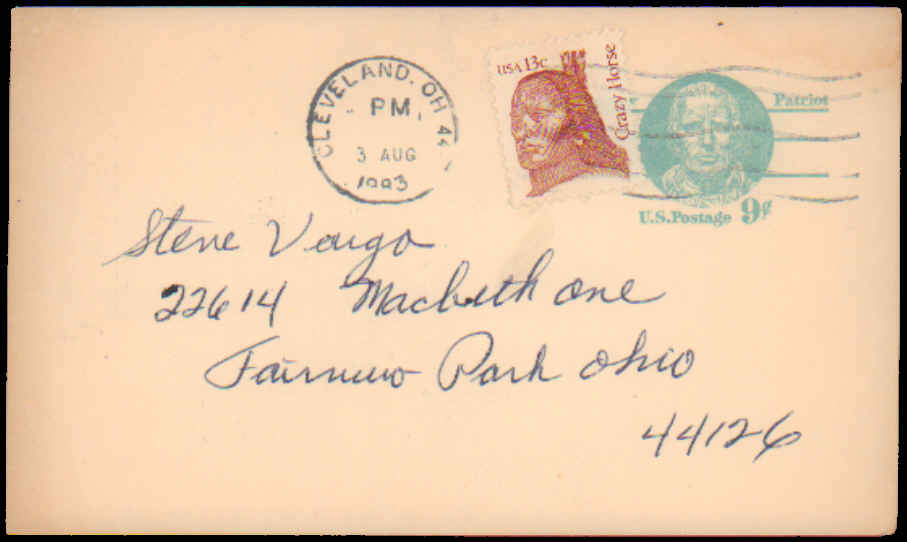 CLEVELAND, OH 44
PM
3 AUG
1993
USA 13c
Crazy Horse
Patriot
U.S. Postage 9¢
Steve Vargo
22614 Macbeth ave
Fairview Park Ohio
44126